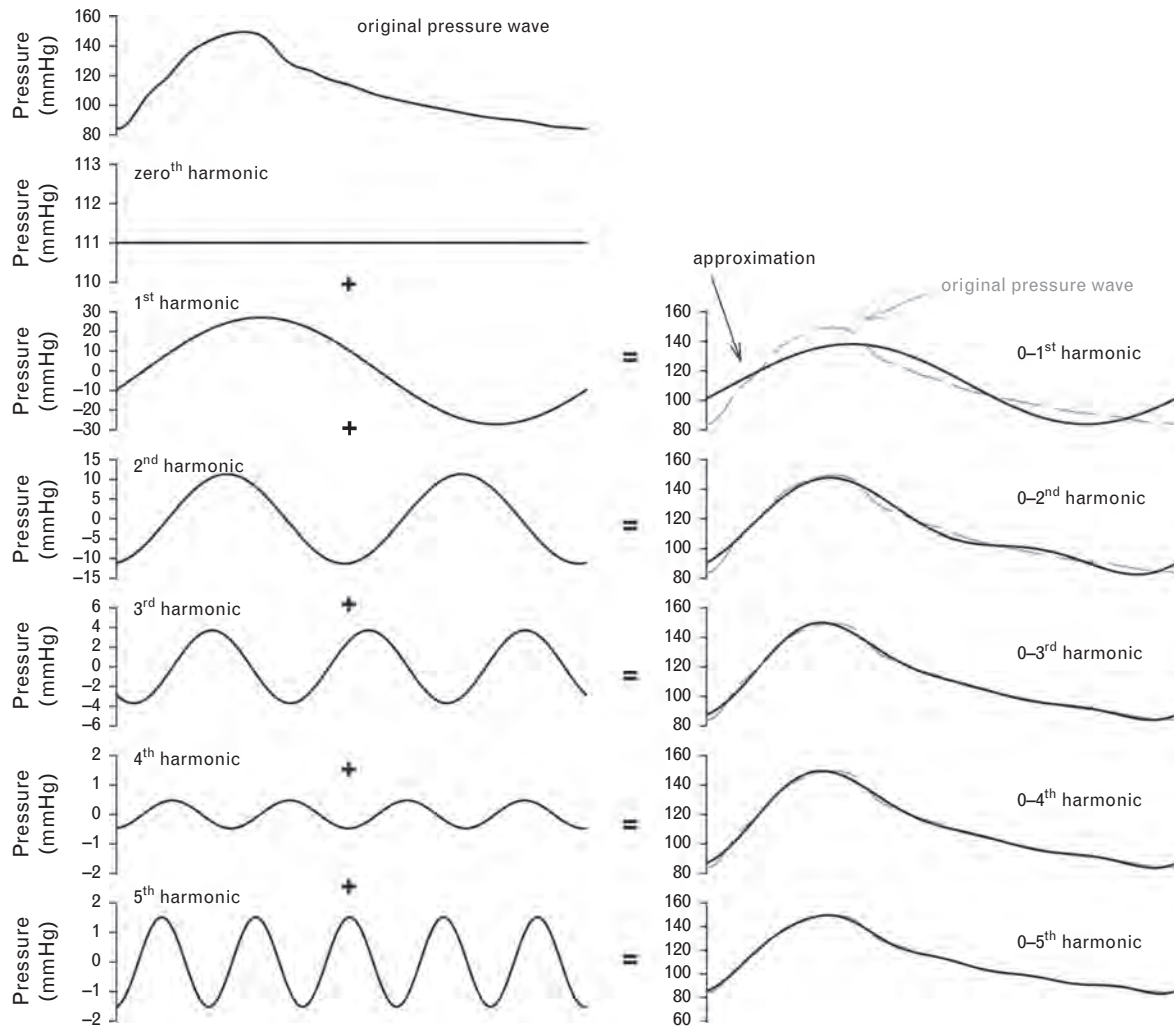 original pressure wave
Pressure
(mmHg)
160
140
120
100
80
zeroth harmonic
Pressure
(mmHg)
113
112
111
110
+
1st harmonic
Pressure
(mmHg)
30
20
10
0
–10
–20
–30
=
approximation
original pressure wave
160
140
120
100
80
0–1st harmonic
+
2nd harmonic
Pressure
(mmHg)
15
10
5
0
–5
–10
–15
=
160
140
120
100
80
0–2nd harmonic
+
3rd harmonic
Pressure
(mmHg)
6
4
2
0
–2
–4
–6
=
160
140
120
100
80
0–3rd harmonic
+
4th harmonic
Pressure
(mmHg)
2
1
0
–1
–2
=
160
140
120
100
80
0–4th harmonic
+
5th harmonic
Pressure
(mmHg)
2
1
0
–1
–2
=
160
140
120
100
80
60
0–5th harmonic